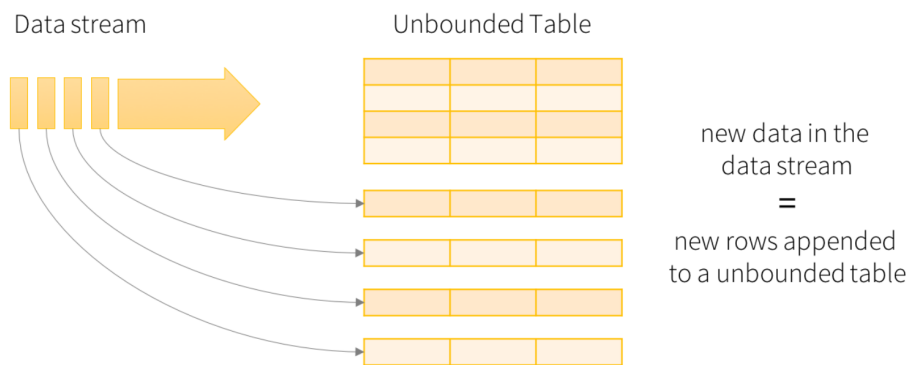 Data stream
Unbounded Table
new data in the
data stream
=
new rows appended
to a unbounded table